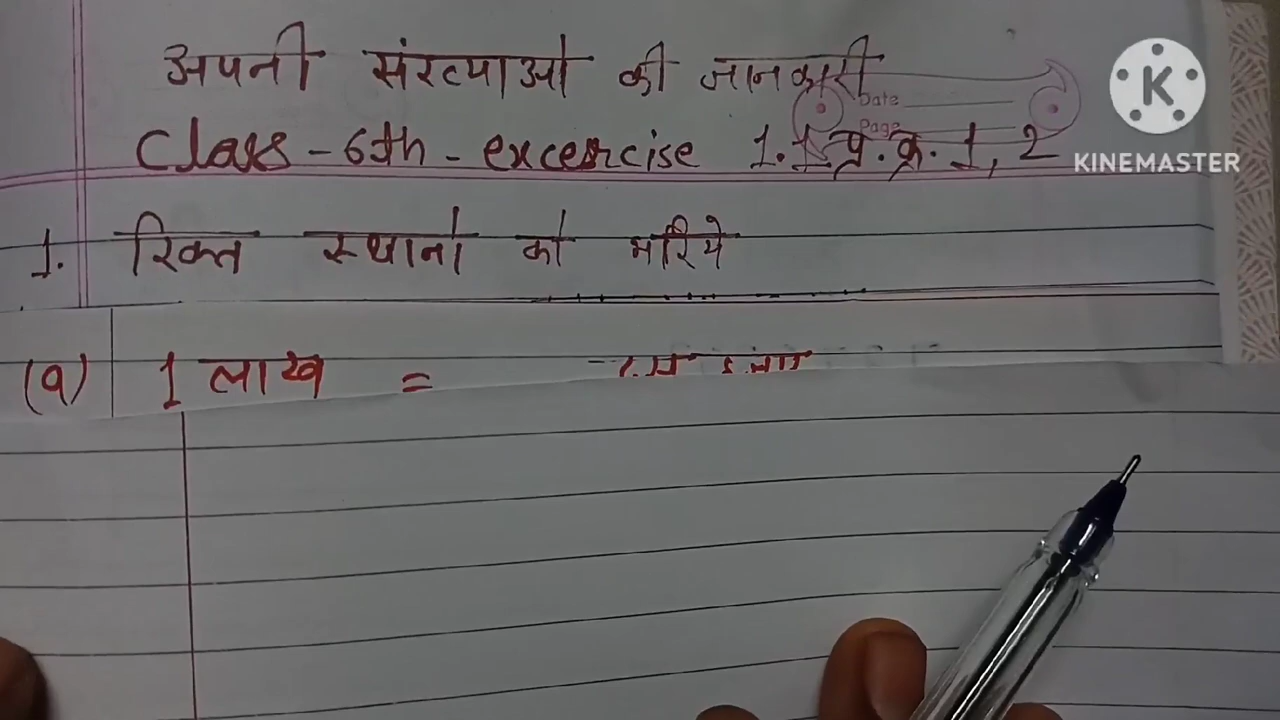 अपनी संख्याओ की जानकारी
Date
Page
Class - 6th - excercise 1.1 प्र.क्र. 1, 2
K
KINEMASTER
1. रिक्त स्थानो को भरिये
(a) 1 लाख =